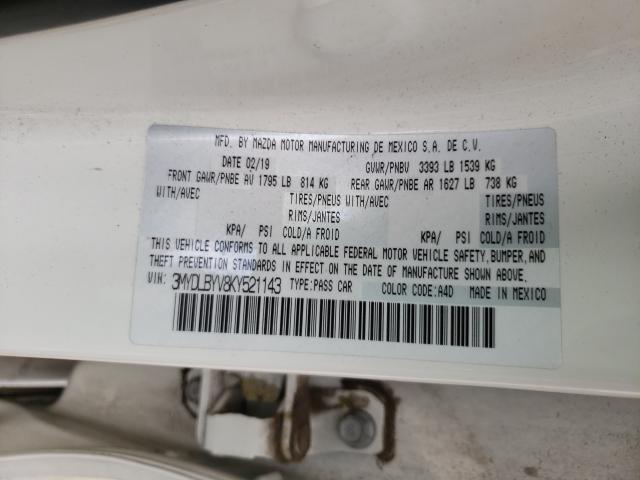 MFD. BY MAZDA MOTOR MANUFACTURING DE MEXICO S.A. DE C.V.
DATE 02/19 GVWR/PNBV 3393 LB 1539 KG
FRONT GAWR/PNBE AV 1795 LB 814 KG REAR GAWR/PNBE AR 1627 LB 738 KG
WITH/AVEC TIRES/PNEUS WITH/AVEC TIRES/PNEUS
RIMS/JANTES RIMS/JANTES
KPA/ PSI COLD/A FROID KPA/ PSI COLD/A FROID
THIS VEHICLE CONFORMS TO ALL APPLICABLE FEDERAL MOTOR VEHICLE SAFETY, BUMPER, AND
THEFT PREVENTION STANDARDS IN EFFECT ON THE DATE OF MANUFACTURE SHOWN ABOVE.
VIN: 3MYDLBYV8KY521143 TYPE:PASS CAR COLOR CODE:A4D MADE IN MEXICO